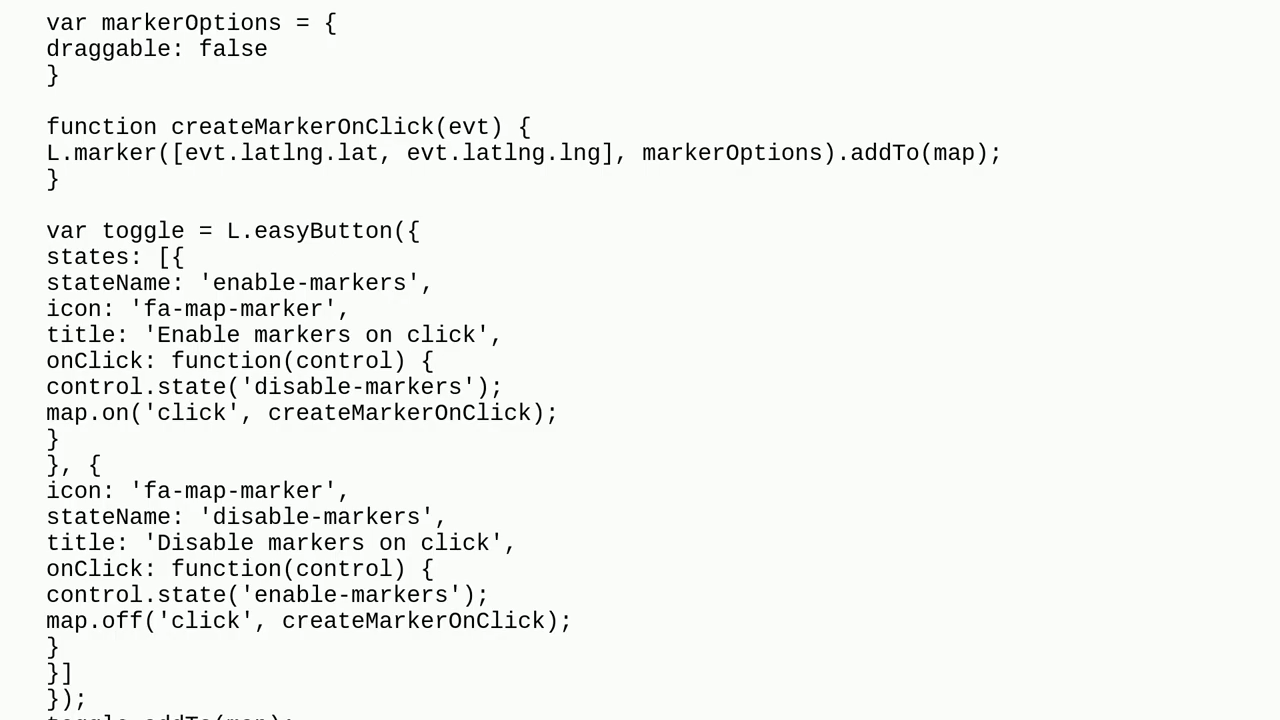 var markerOptions = {
draggable: false
}

function createMarkerOnClick(evt) {
L.marker([evt.latlng.lat, evt.latlng.lng], markerOptions).addTo(map);
}

var toggle = L.easyButton({
states: [{
stateName: 'enable-markers',
icon: 'fa-map-marker',
title: 'Enable markers on click',
onClick: function(control) {
control.state('disable-markers');
map.on('click', createMarkerOnClick);
}
}, {
icon: 'fa-map-marker',
stateName: 'disable-markers',
title: 'Disable markers on click',
onClick: function(control) {
control.state('enable-markers');
map.off('click', createMarkerOnClick);
}
}]
});
toggle.addTo(map);